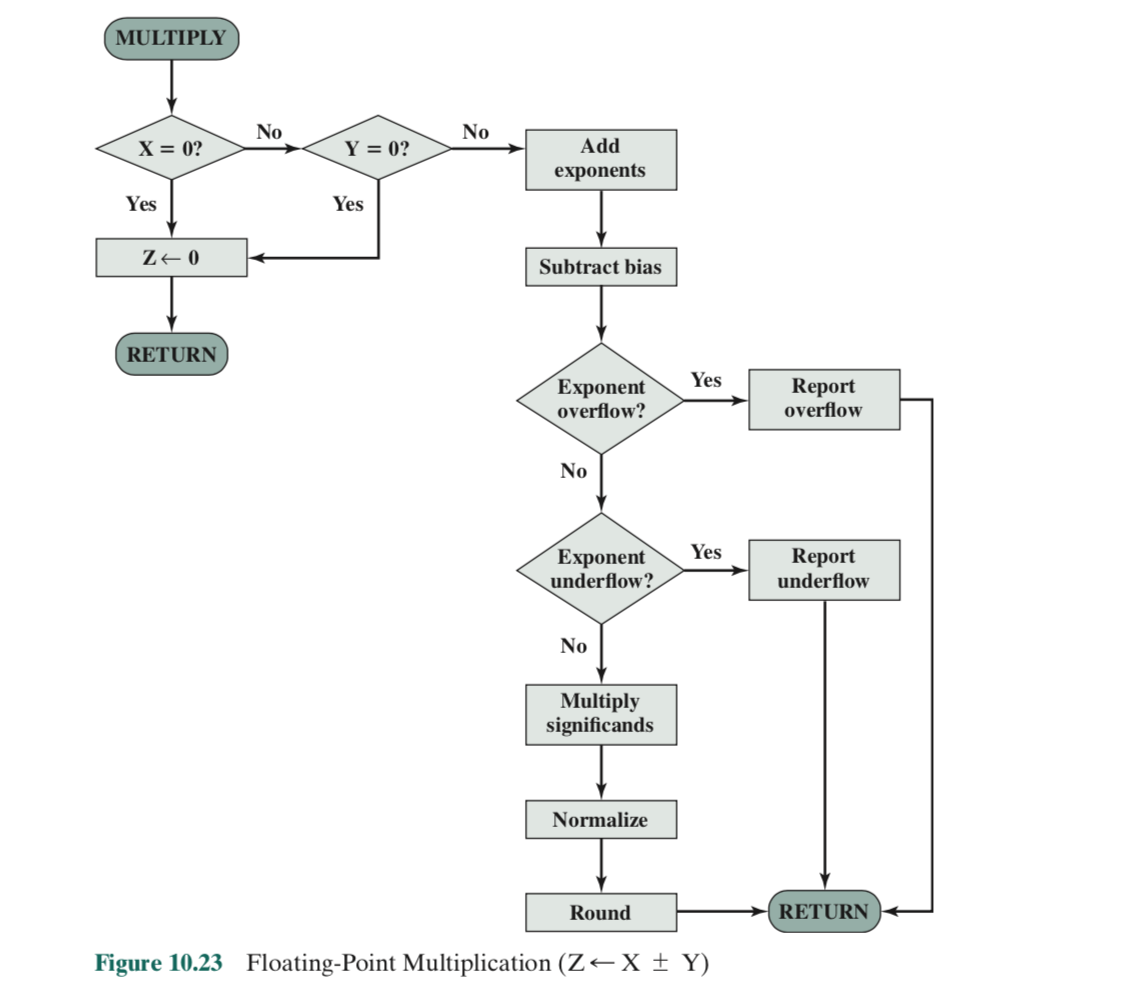 MULTIPLY
X = 0?
No
Y = 0?
No
Add
exponents
Yes
Yes
Z ← 0
Subtract bias
RETURN
Exponent
overflow?
Yes
Report
overflow
No
Exponent
underflow?
Yes
Report
underflow
No
Multiply
significands
Normalize
Round
RETURN
Figure 10.23 Floating-Point Multiplication (Z ← X ± Y)